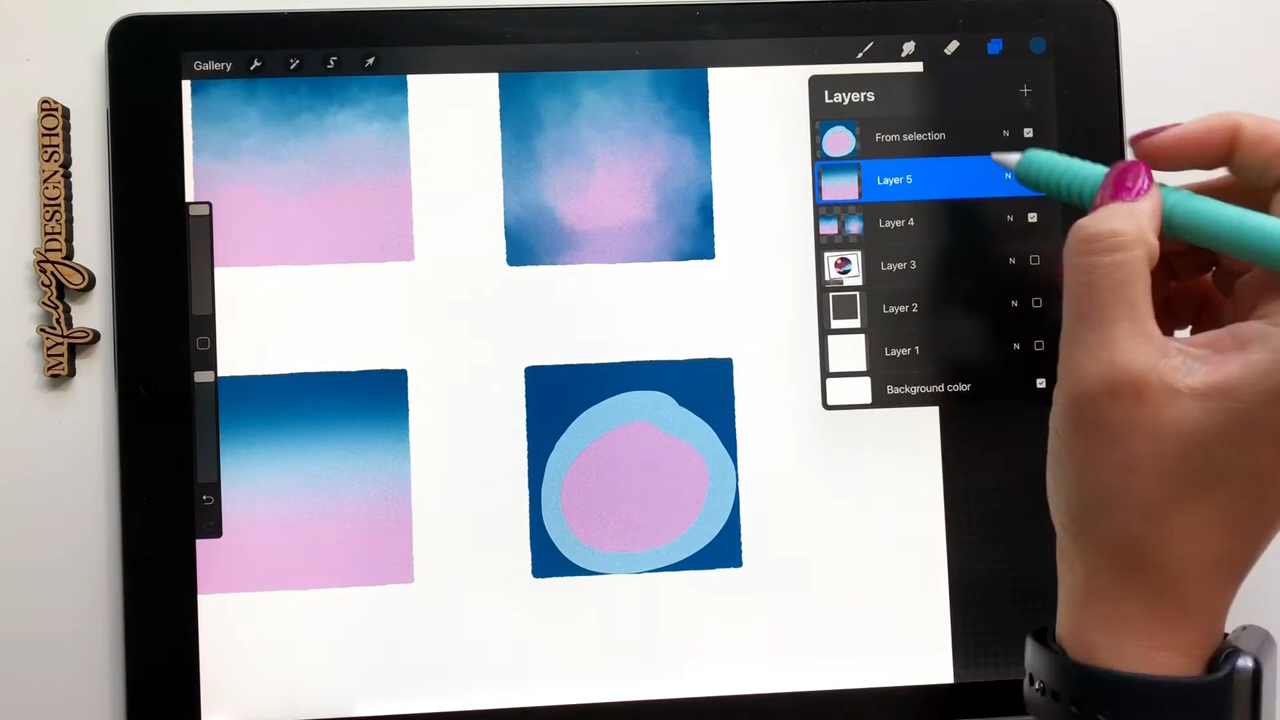 Gallery
Layers
From selection N
Layer 5 N
Layer 4 N
Layer 3 N
Layer 2 N
Layer 1 N
Background color
MY fancy DESIGN SHOP